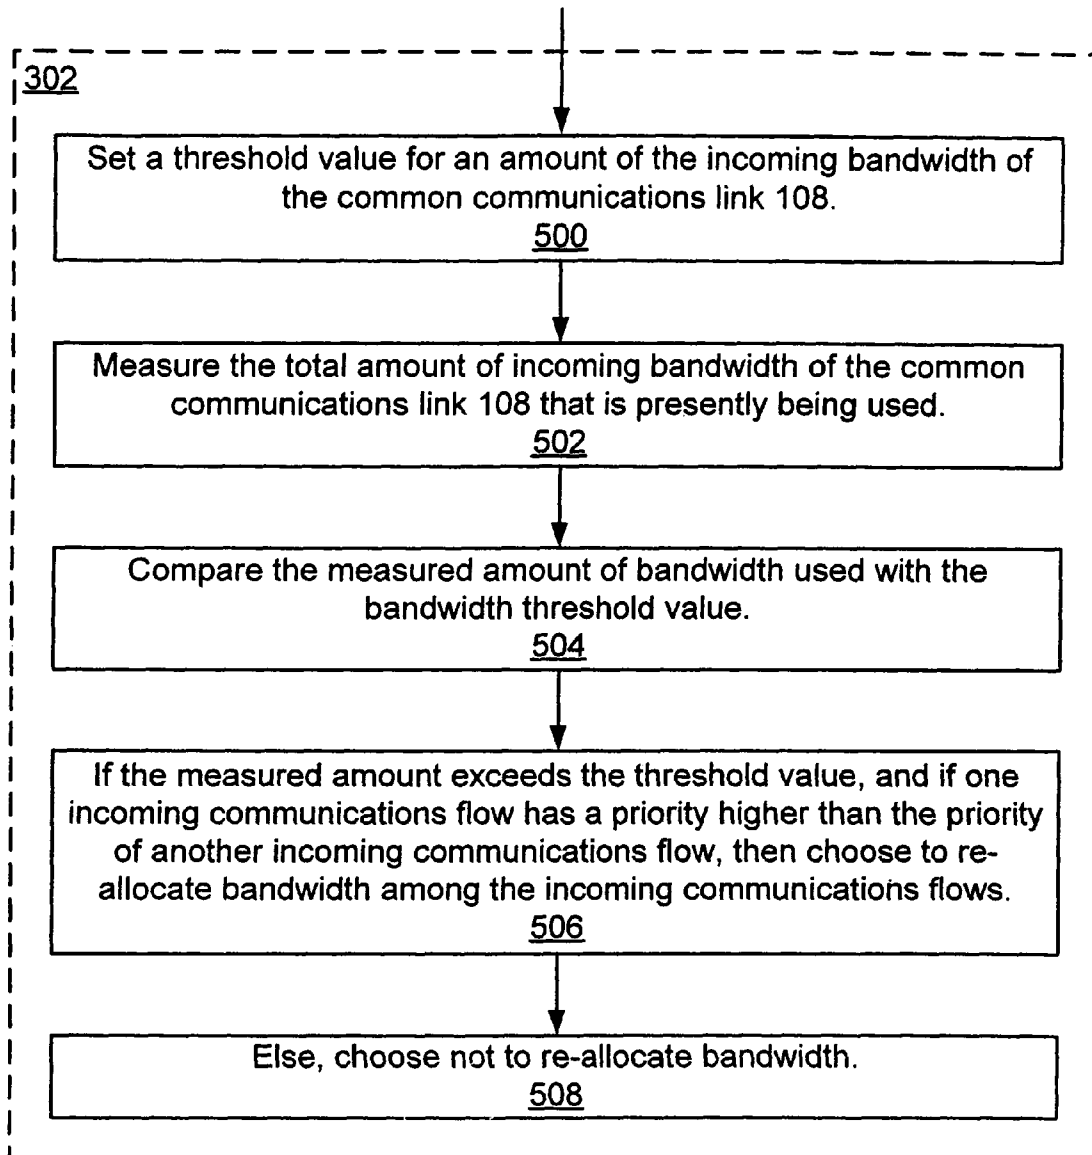 302
Set a threshold value for an amount of the incoming bandwidth of
the common communications link 108.
500
Measure the total amount of incoming bandwidth of the common
communications link 108 that is presently being used.
502
Compare the measured amount of bandwidth used with the
bandwidth threshold value.
504
If the measured amount exceeds the threshold value, and if one
incoming communications flow has a priority higher than the priority
of another incoming communications flow, then choose to re-
allocate bandwidth among the incoming communications flows.
506
Else, choose not to re-allocate bandwidth.
508